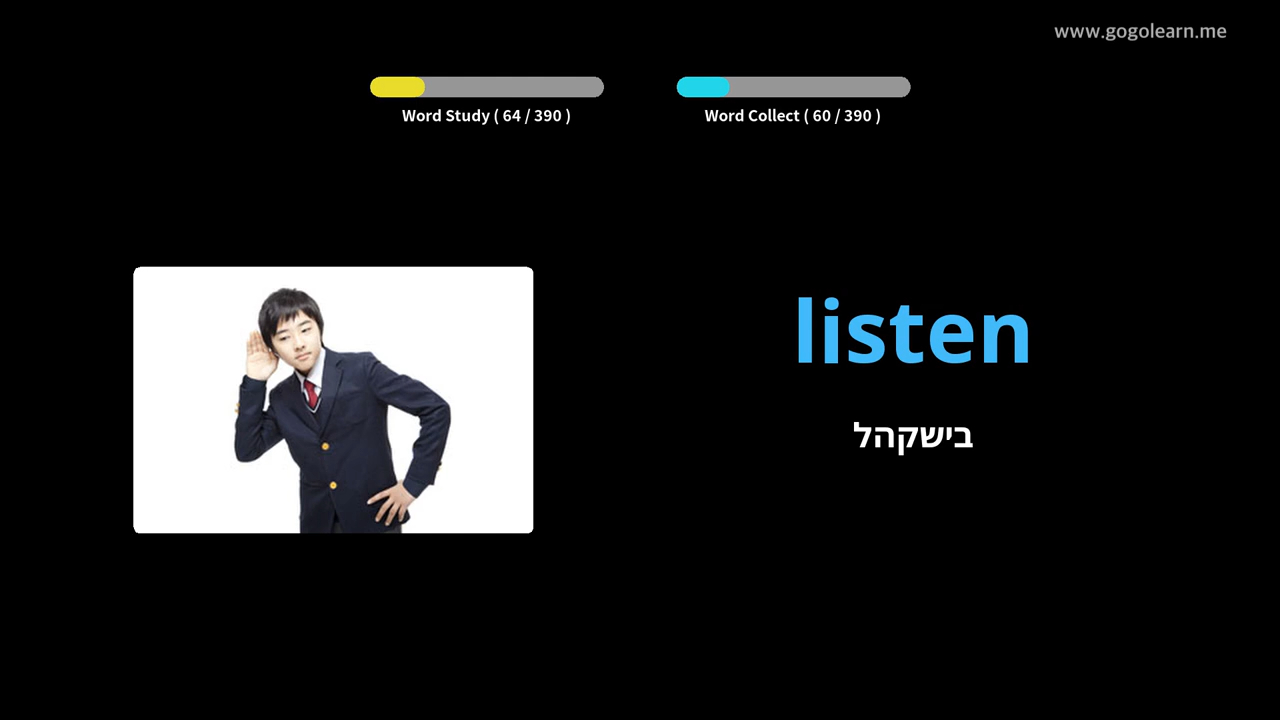 www.gogolearn.me
Word Study ( 64 / 390 )
Word Collect ( 60 / 390 )
listen
בישקהל